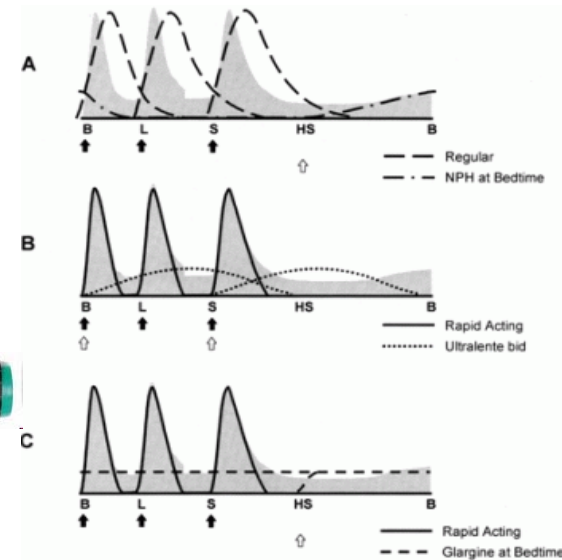 A
B L S HS B
Regular
NPH at Bedtime
B
B L S HS B
Rapid Acting
Ultralente bid
C
B L S HS B
Rapid Acting
Glargine at Bedtime